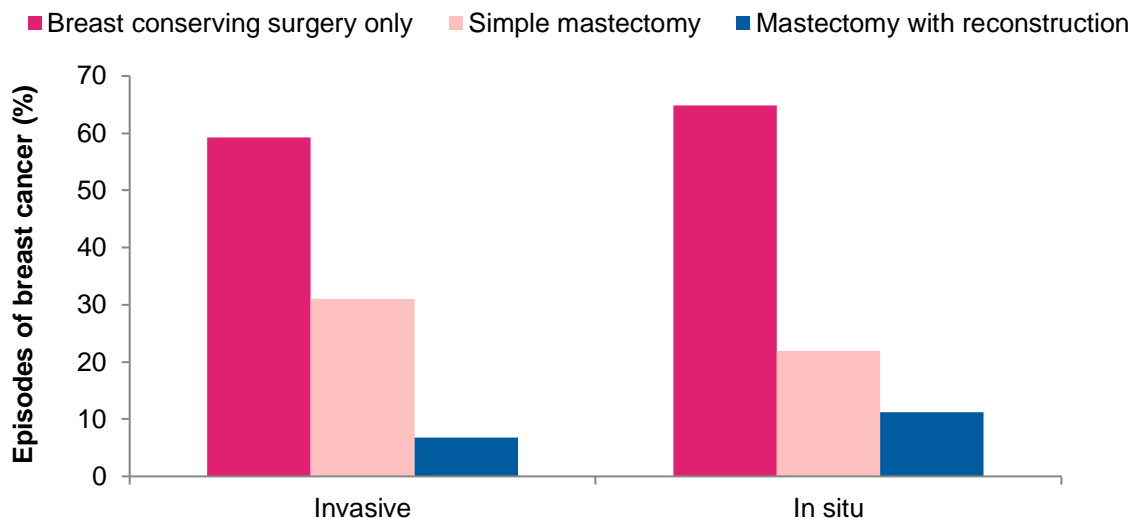 Breast conserving surgery only Simple mastectomy Mastectomy with reconstruction
Episodes of breast cancer (%)
70
60
50
40
30
20
10
0
Invasive In situ